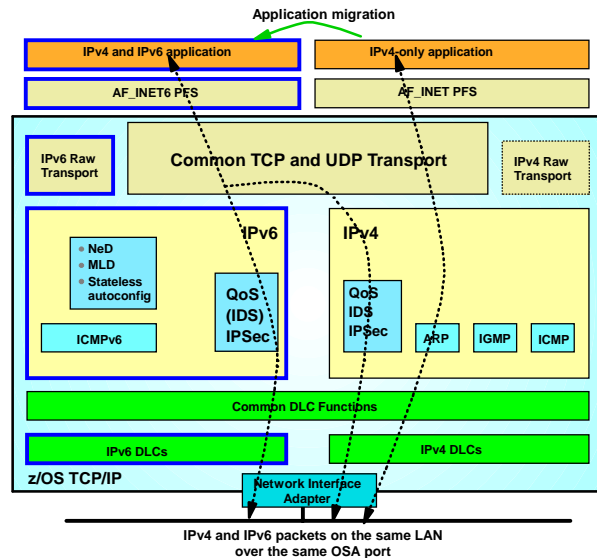 Application migration
IPv4 and IPv6 application
IPv4-only application
AF_INET6 PFS
AF_INET PFS
IPv6 Raw
Transport
Common TCP and UDP Transport
IPv4 Raw
Transport
IPv6
IPv4
NeD
MLD
Stateless
autoconfig
QoS
(IDS)
IPSec
QoS
IDS
IPSec
ICMPv6
ARP
IGMP
ICMP
Common DLC Functions
IPv6 DLCs
IPv4 DLCs
z/OS TCP/IP
Network Interface
Adapter
IPv4 and IPv6 packets on the same LAN
over the same OSA port